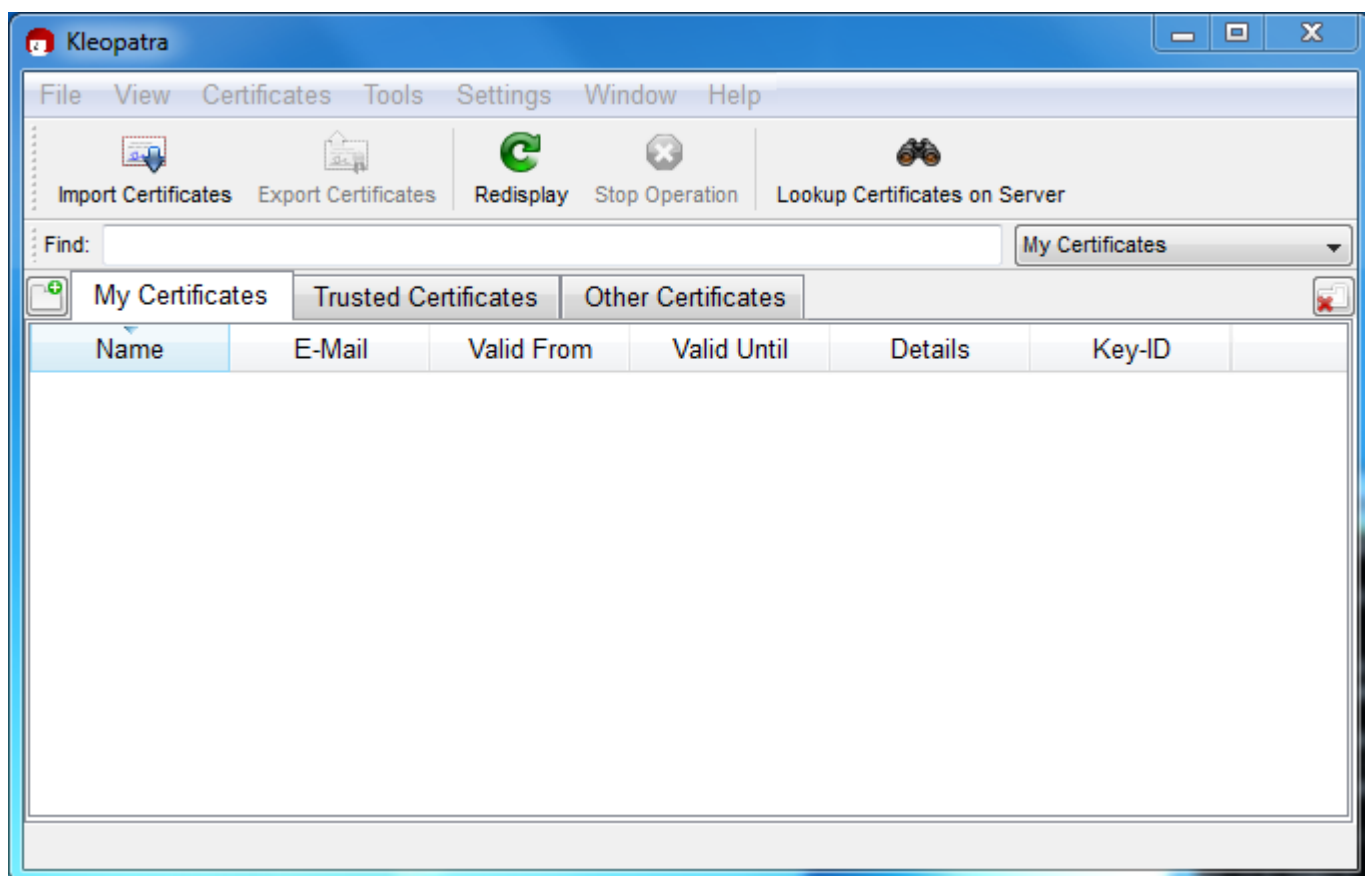 Kleopatra
File View Certificates Tools Settings Window Help
Import Certificates Export Certificates Redisplay Stop Operation Lookup Certificates on Server
Find: My Certificates
My Certificates Trusted Certificates Other Certificates
Name E-Mail Valid From Valid Until Details Key-ID